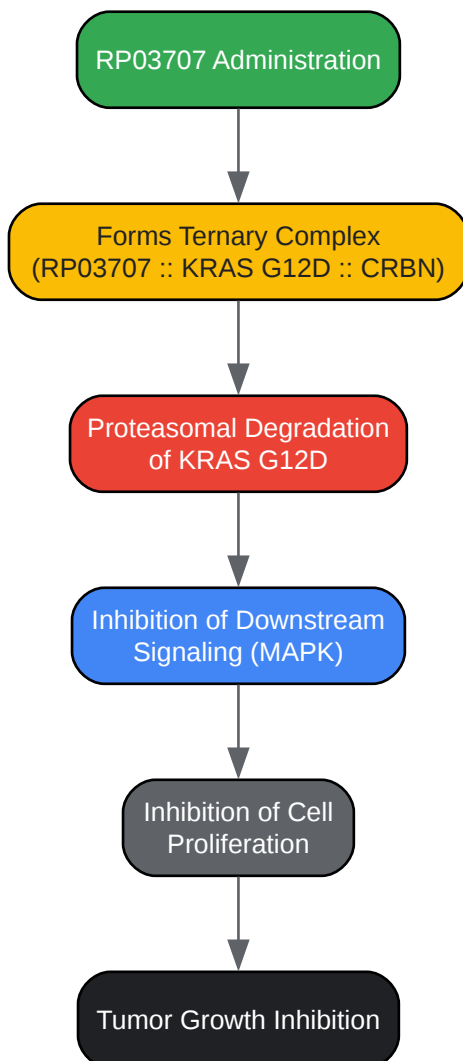 RP03707 Administration
Forms Ternary Complex
(RP03707 :: KRAS G12D :: CRBN)
Proteasomal Degradation
of KRAS G12D
Inhibition of Downstream
Signaling (MAPK)
Inhibition of Cell
Proliferation
Tumor Growth Inhibition